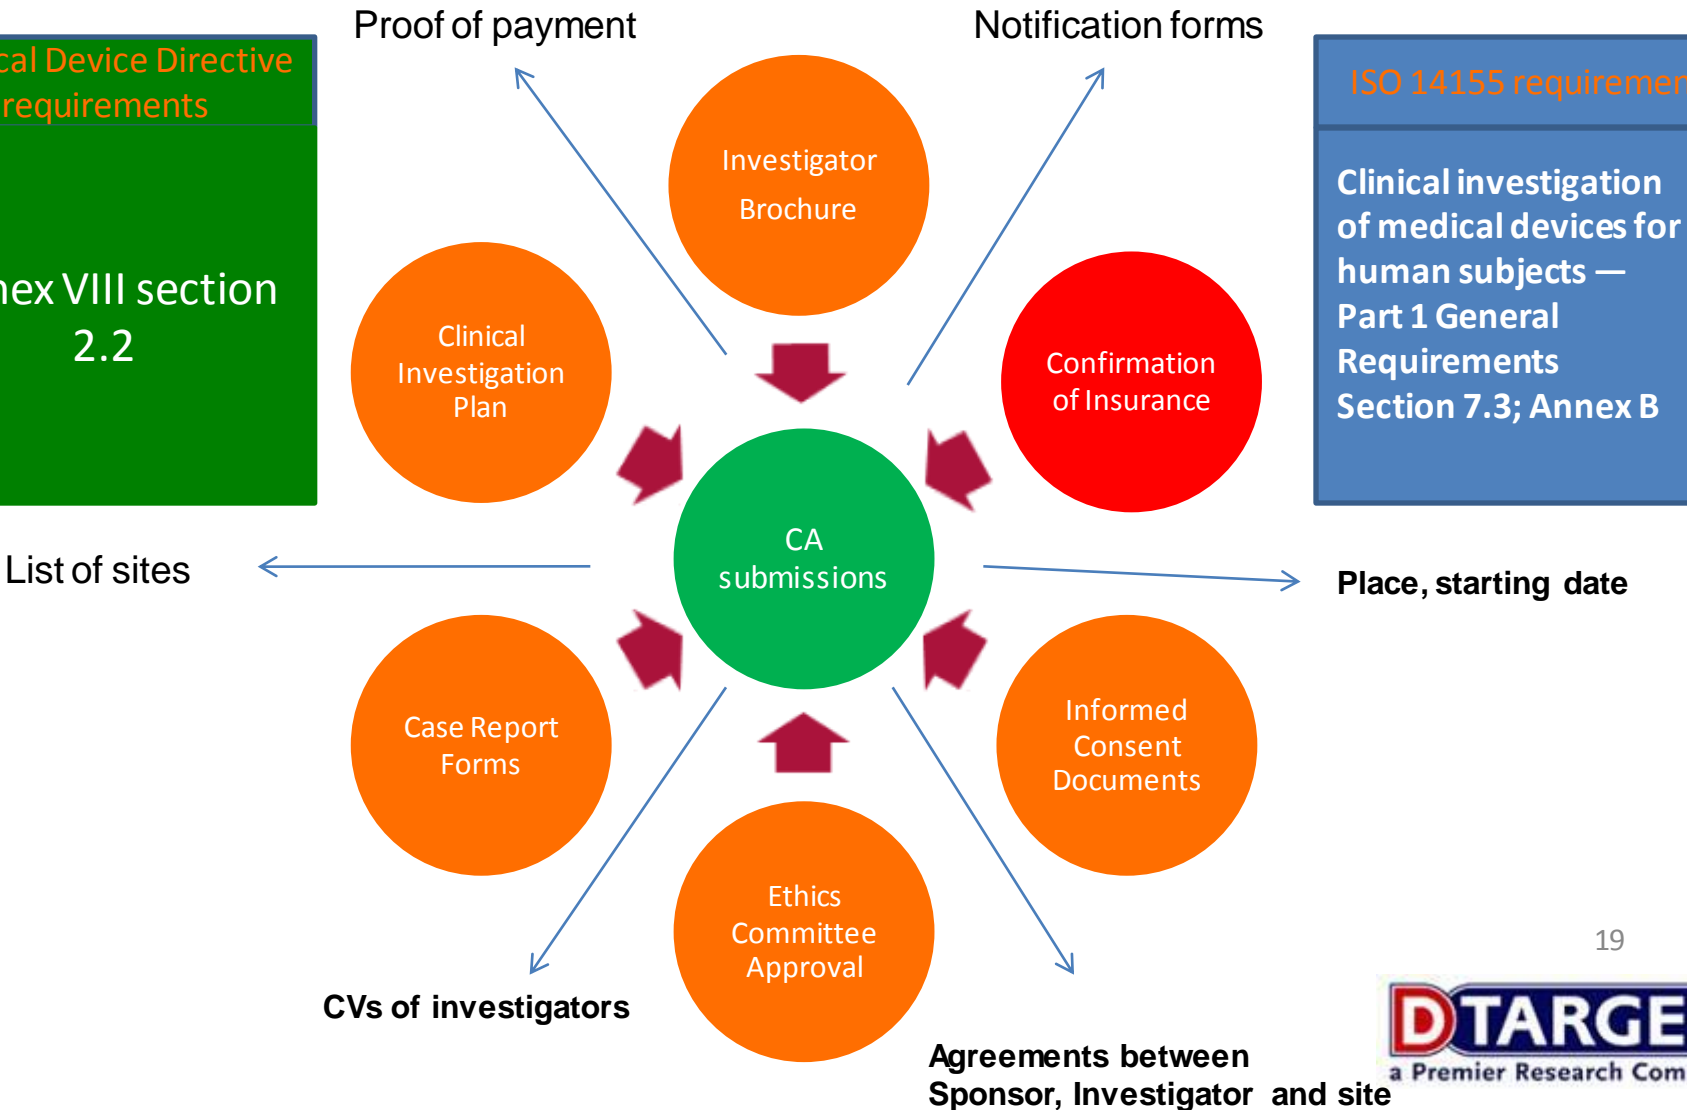 Proof of payment
Notification forms
cal Device Directive
requirements
nex VIII section
2.2
Investigator
Brochure
ISO 14155 requiremen
Clinical investigation
of medical devices for
human subjects —
Part 1 General
Requirements
Section 7.3; Annex B
Clinical
Investigation
Plan
Confirmation
of Insurance
CA
submissions
List of sites
Place, starting date
Case Report
Forms
Informed
Consent
Documents
Ethics
Committee
Approval
CVs of investigators
Agreements between
Sponsor, Investigator and site
19
DTARGE
a Premier Research Com